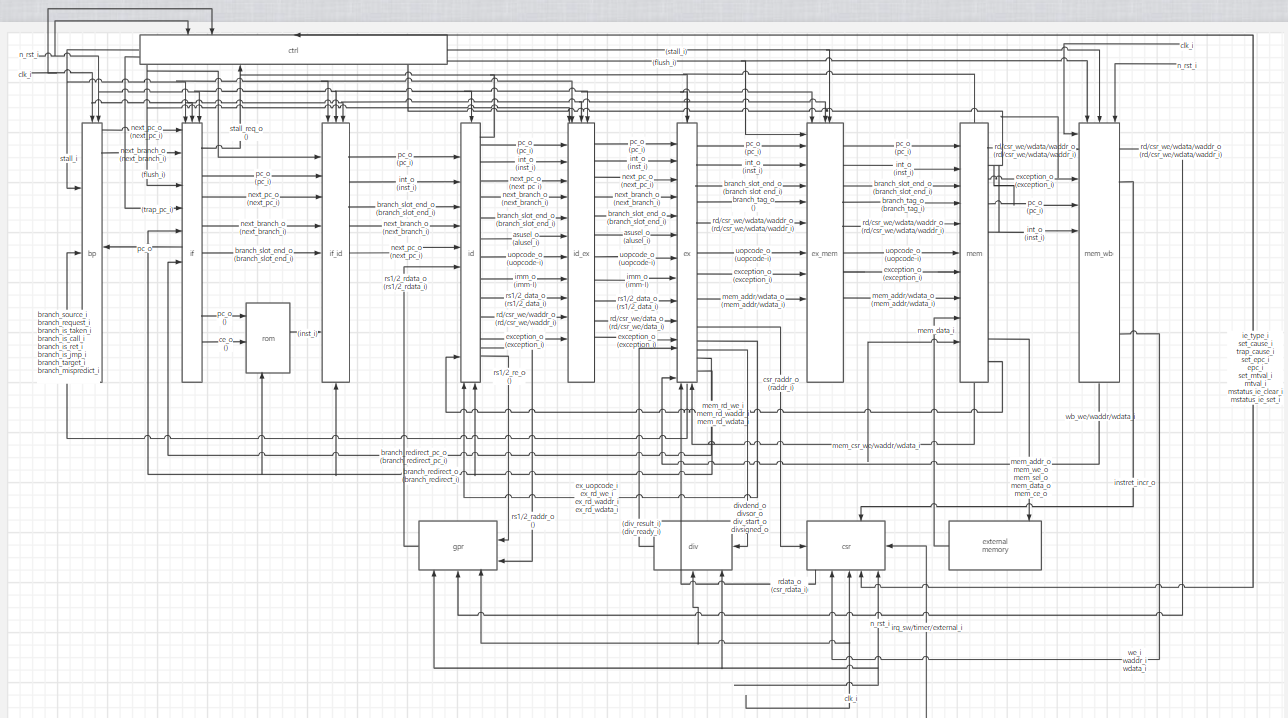 ctrl
n_rst_i
clk_i
(stall_i)
(flush_i)
clk_i
n_rst_i
stall_i
next_pc_o
(next_pc_i)
next_branch_o
(next_branch_i)
(flush_i)
(trap_pc_i)
pc_o
bp
branch_source_i
branch_request_i
branch_is_taken_i
branch_is_call_i
branch_is_ret_i
branch_is_jmp_i
branch_target_i
branch_mispredict_i
if
stall_req_o
()
pc_o
(pc_i)
next_pc_o
(next_pc_i)
next_branch_o
(next_branch_i)
branch_slot_end_o
(branch_slot_end_i)
pc_o
()
ce_o
()
rom
(inst_i)
if_id
pc_o
(pc_i)
int_o
(inst_i)
branch_slot_end_o
(branch_slot_end_i)
next_branch_o
(next_branch_i)
next_pc_o
(next_pc_i)
rs1/2_rdata_o
(rs1/2_rdata_i)
id
pc_o
(pc_i)
int_o
(inst_i)
next_pc_o
(next_pc_i)
next_branch_o
(next_branch_i)
branch_slot_end_o
(branch_slot_end_i)
asusel_o
(alusel_i)
uopcode_o
(uopcode-i)
imm_o
(imm-i)
rs1/2_data_o
(rs1/2_data_i)
rd/csr_we/waddr_o
(rd/csr_we/waddr_i)
exception_o
(exception_i)
rs1/2_re_o
()
id_ex
pc_o
(pc_i)
int_o
(inst_i)
next_pc_o
(next_pc_i)
next_branch_o
(next_branch_i)
branch_slot_end_o
(branch_slot_end_i)
asusel_o
(alusel_i)
uopcode_o
(uopcode-i)
imm_o
(imm-i)
rs1/2_data_o
(rs1/2_data_i)
rd/csr_we/data_o
(rd/csr_we/data_i)
exception_o
(exception_i)
ex
pc_o
(pc_i)
int_o
(inst_i)
branch_slot_end_o
(branch_slot_end_i)
branch_tag_o
()
rd/csr_we/wdata/waddr_o
(rd/csr_we/wdata/waddr_i)
uopcode_o
(uopcode-i)
exception_o
(exception_i)
mem_addr/wdata_o
(mem_addr/wdata_i)
csr_raddr_o
(raddr_i)
mem_rd_we_i
mem_rd_waddr_i
mem_rd_wdata_i
ex_mem
pc_o
(pc_i)
int_o
(inst_i)
branch_slot_end_o
(branch_slot_end_i)
branch_tag_o
(branch_tag_i)
rd/csr_we/wdata/waddr_o
(rd/csr_we/wdata/waddr_i)
uopcode_o
(uopcode-i)
exception_o
(exception_i)
mem_addr/wdata_o
(mem_addr/wdata_i)
mem_data_i
mem
rd/csr_we/wdata/waddr_o
(rd/csr_we/wdata/waddr_i)
exception_o
(exception_i)
pc_o
(pc_i)
int_o
(inst_i)
mem_wb
rd/csr_we/wdata/waddr_o
(rd/csr_we/wdata/waddr_i)
ie_type_i
set_cause_i
trap_cause_i
set_epc_i
epc_i
set_mtval_i
mtval_i
mstatus_ie_clear_i
mstatus_ie_set_i
wb_we/waddr/wdata_i
mem_csr_we/waddr/wdata_i
branch_redirect_pc_o
(branch_redirect_pc_i)
branch_redirect_o
(branch_redirect_i)
ex_uopcode_i
ex_rd_we_i
ex_rd_waddr_i
ex_rd_wdata_i
mem_addr_o
mem_we_o
mem_sel_o
mem_data_o
mem_ce_o
instret_incr_o
rs1/2_raddr_o
()
(div_result_i)
(div_ready_i)
divdend_o
divsor_o
div_start_o
divsigned_o
gpr
div
csr
external
memory
rdata_o
(csr_rdata_i)
n_rst_i
irq_sw/timer/external_i
we_i
waddr_i
wdata_i
clk_i